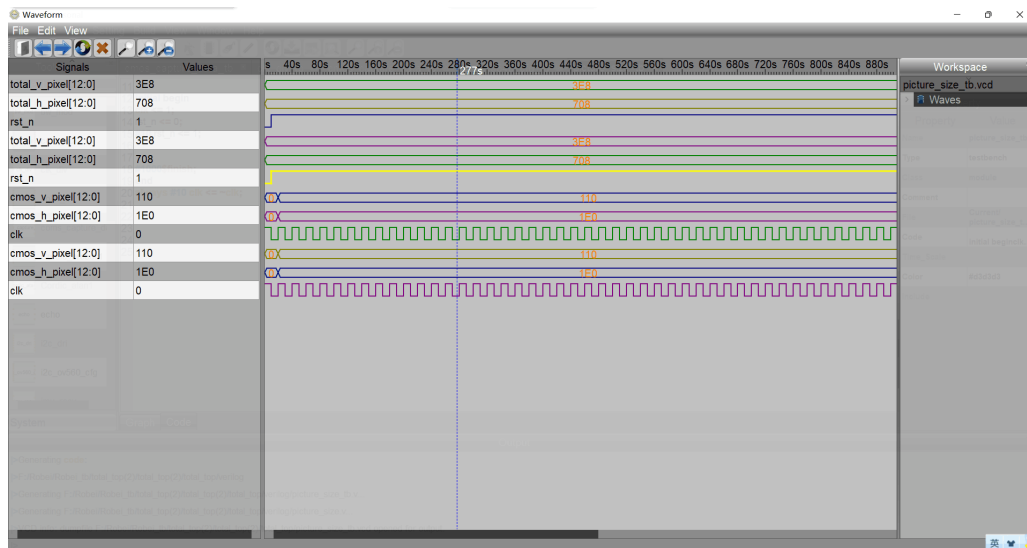 Waveform
File Edit View
Signals Values s 40s 80s 120s 160s 200s 240s 280s 320s 360s 400s 440s 480s 520s 560s 600s 640s 680s 720s 760s 800s 840s 880s Workspace
277s
total_v_pixel[12:0] 3E8 3E8 picture_size_tb.vcd
total_h_pixel[12:0] 708 708 Waves
rst_n 1
total_v_pixel[12:0] 3E8 3E8
total_h_pixel[12:0] 708 708
rst_n 1
cmos_v_pixel[12:0] 110 0 110
cmos_h_pixel[12:0] 1E0 0 1E0
clk 0
cmos_v_pixel[12:0] 110 0 110
cmos_h_pixel[12:0] 1E0 0 1E0
clk 0
英